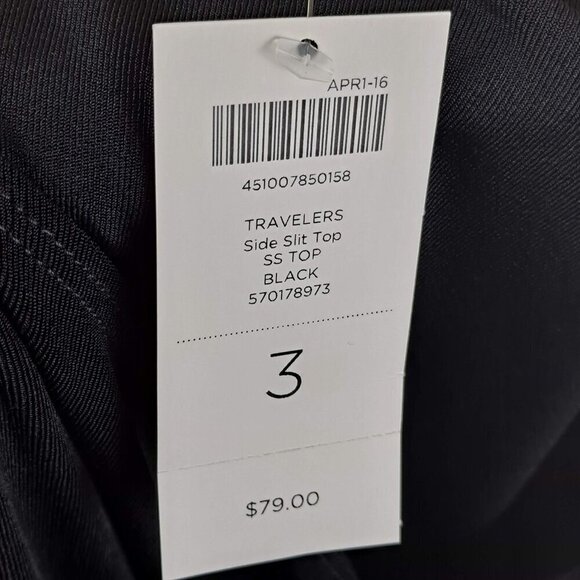 APR1-16
451007850158
TRAVELERS
Side Slit Top
SS TOP
BLACK
570178973
3
$79.00